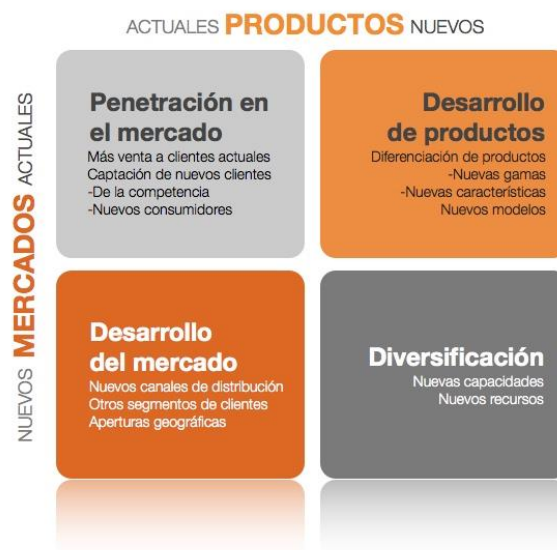 ACTUALES PRODUCTOS NUEVOS
NUEVOS MERCADOS ACTUALES
Penetración en
el mercado
Más venta a clientes actuales
Captación de nuevos clientes
-De la competencia
-Nuevos consumidores
Desarrollo
de productos
Diferenciación de productos
-Nuevas gamas
-Nuevas características
Nuevos modelos
Desarrollo
del mercado
Nuevos canales de distribución
Otros segmentos de clientes
Aperturas geográficas
Diversificación
Nuevas capacidades
Nuevos recursos